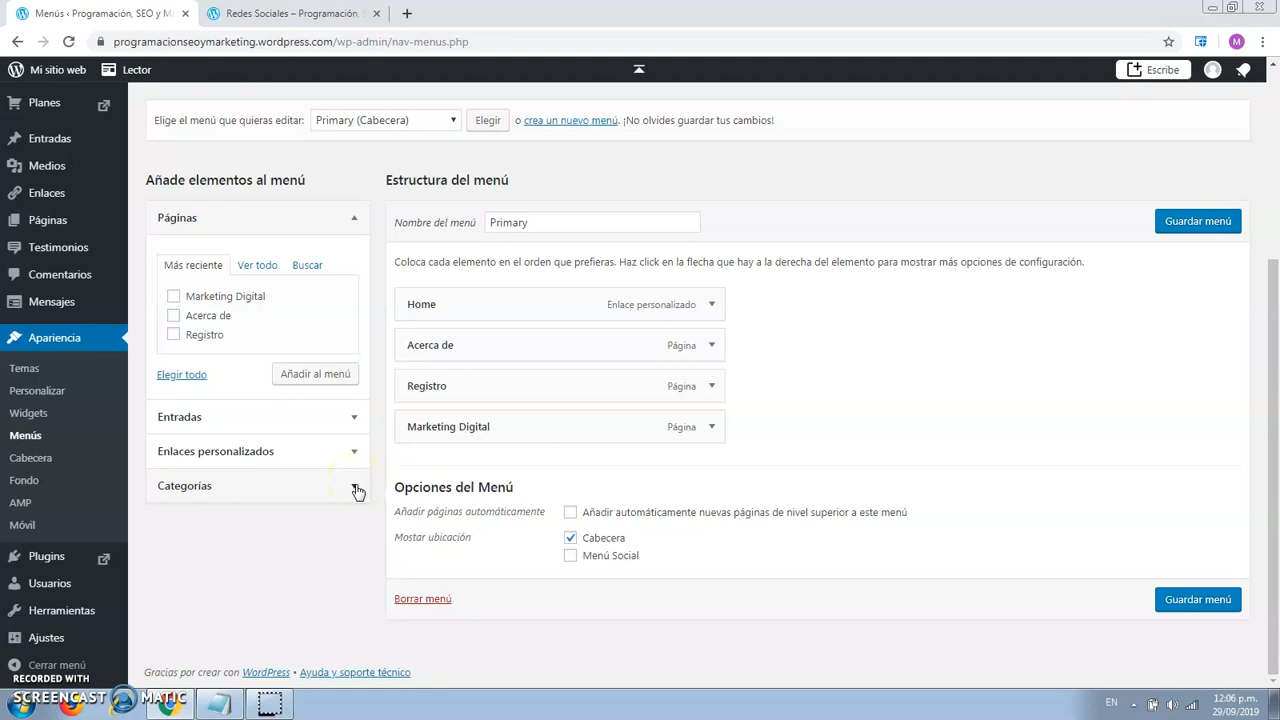 Menús ‹ Programación, SEO y M
Redes Sociales – Programación,
programacionseoymarketing.wordpress.com/wp-admin/nav-menus.php
M
Mi sitio web
Lector
Escribe
Planes
Entradas
Medios
Enlaces
Páginas
Testimonios
Comentarios
Mensajes
Apariencia
Temas
Personalizar
Widgets
Menús
Cabecera
Fondo
AMP
Móvil
Plugins
Usuarios
Herramientas
Ajustes
Cerrar menú
Elige el menú que quieras editar: Primary (Cabecera) Elegir o crea un nuevo menú. ¡No olvides guardar tus cambios!
Añade elementos al menú
Páginas
Más reciente Ver todo Buscar
Marketing Digital
Acerca de
Registro
Elegir todo Añadir al menú
Entradas
Enlaces personalizados
Categorías
Estructura del menú
Nombre del menú Primary Guardar menú
Coloca cada elemento en el orden que prefieras. Haz click en la flecha que hay a la derecha del elemento para mostrar más opciones de configuración.
Home Enlace personalizado
Acerca de Página
Registro Página
Marketing Digital Página
Opciones del Menú
Añadir páginas automáticamente Añadir automáticamente nuevas páginas de nivel superior a este menú
Mostar ubicación Cabecera
Menú Social
Borrar menú Guardar menú
Gracias por crear con WordPress • Ayuda y soporte técnico
RECORDED WITH
SCREENCAST MATIC
EN
12:06 p.m.
29/09/2019